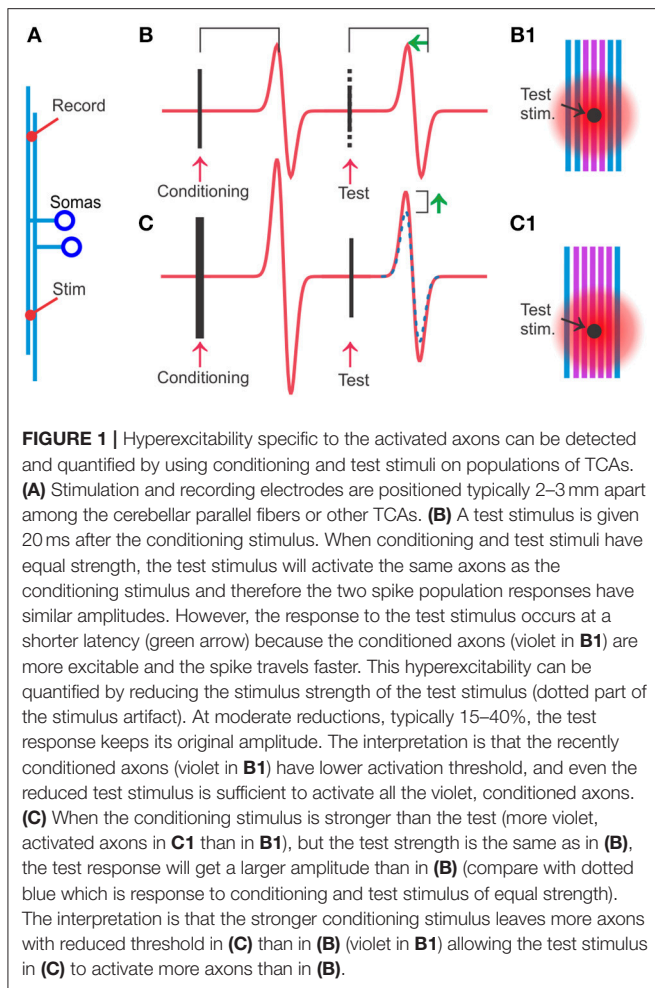 A
B
B1
Record
Test
stim.
Somas
Conditioning
Test
C
C1
Stim
Test
stim.
Conditioning
Test
FIGURE 1 | Hyperexcitability specific to the activated axons can be detected
and quantified by using conditioning and test stimuli on populations of TCAs.
(A) Stimulation and recording electrodes are positioned typically 2–3 mm apart
among the cerebellar parallel fibers or other TCAs. (B) A test stimulus is given
20 ms after the conditioning stimulus. When conditioning and test stimuli have
equal strength, the test stimulus will activate the same axons as the
conditioning stimulus and therefore the two spike population responses have
similar amplitudes. However, the response to the test stimulus occurs at a
shorter latency (green arrow) because the conditioned axons (violet in B1) are
more excitable and the spike travels faster. This hyperexcitability can be
quantified by reducing the stimulus strength of the test stimulus (dotted part of
the stimulus artifact). At moderate reductions, typically 15–40%, the test
response keeps its original amplitude. The interpretation is that the recently
conditioned axons (violet in B1) have lower activation threshold, and even the
reduced test stimulus is sufficient to activate all the violet, conditioned axons.
(C) When the conditioning stimulus is stronger than the test (more violet,
activated axons in C1 than in B1), but the test strength is the same as in (B),
the test response will get a larger amplitude than in (B) (compare with dotted
blue which is response to conditioning and test stimulus of equal strength).
The interpretation is that the stronger conditioning stimulus leaves more axons
with reduced threshold in (C) than in (B) (violet in B1) allowing the test stimulus
in (C) to activate more axons than in (B).